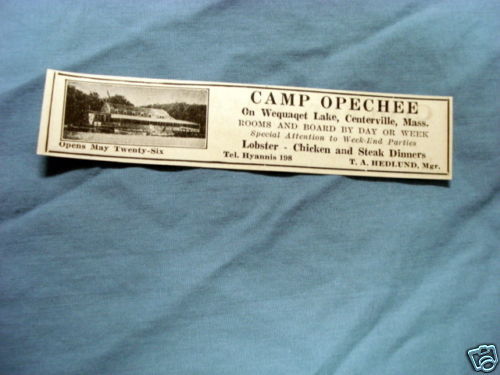 CAMP OPECHEE
On Wequaqet Lake, Centerville, Mass.
ROOMS AND BOARD BY DAY OR WEEK
Special Attention to Week-End Parties
Lobster - Chicken and Steak Dinners
Tel. Hyannis 198 T. A. HEDLUND, Mgr.
Opens May Twenty-Six